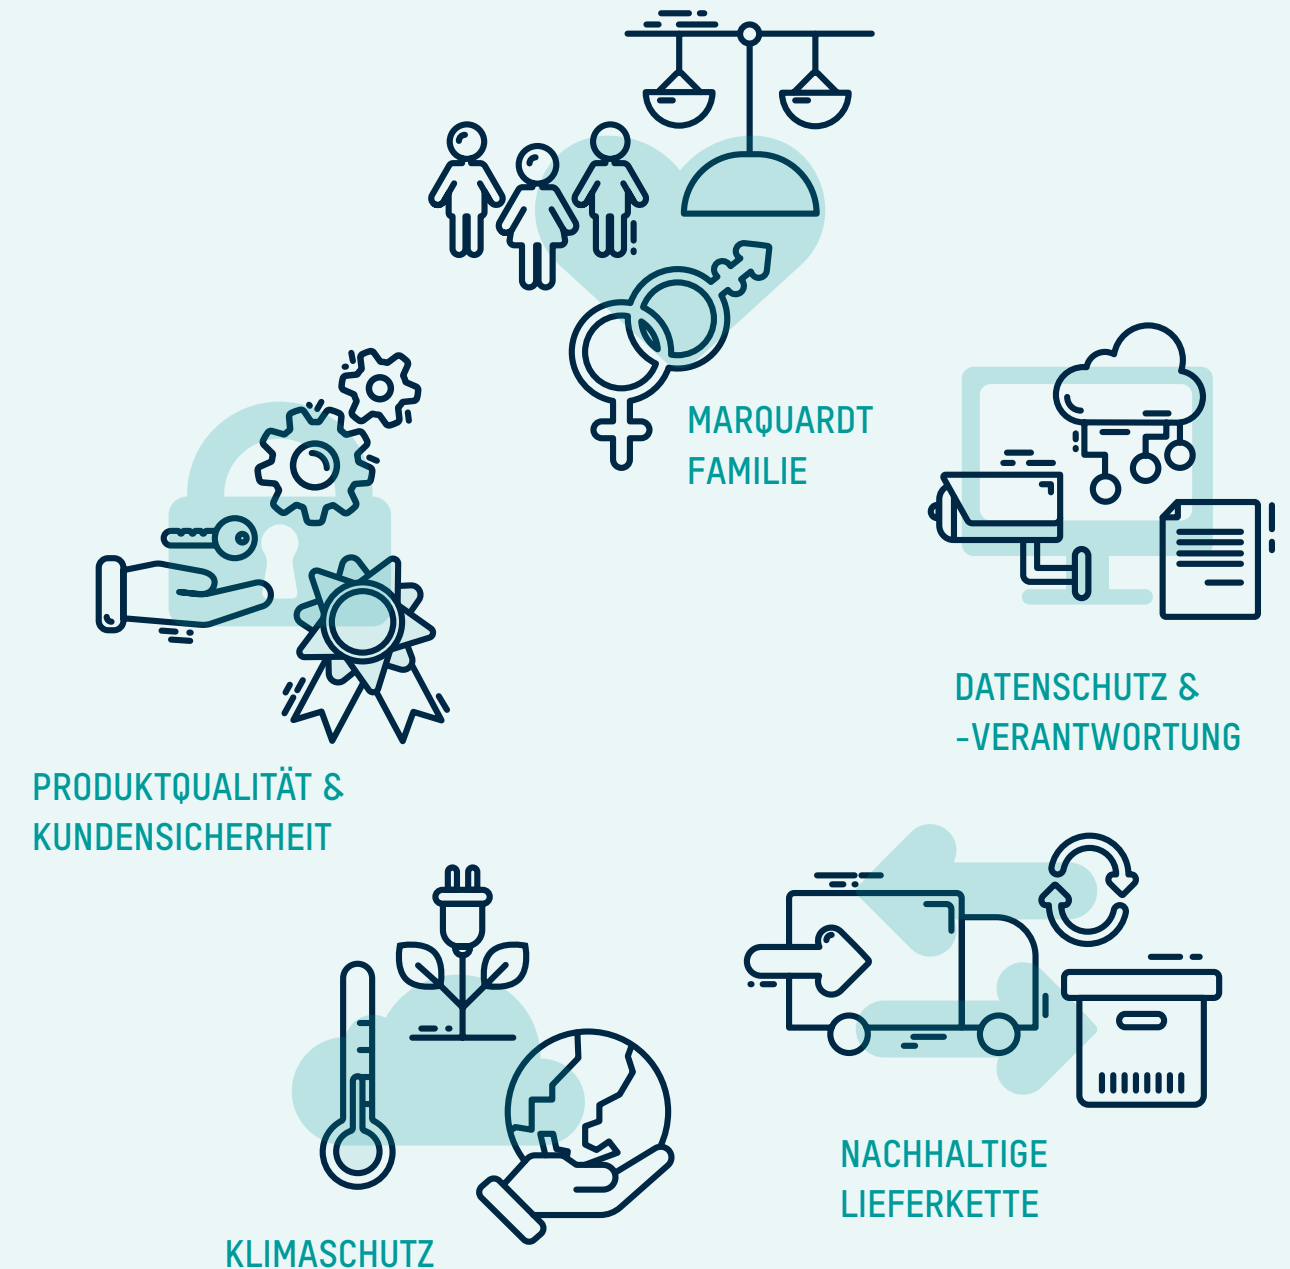 MARQUARDT
FAMILIE
DATENSCHUTZ &
-VERANTWORTUNG
PRODUKTQUALITÄT &
KUNDENSICHERHEIT
NACHHALTIGE
LIEFERKETTE
KLIMASCHUTZ